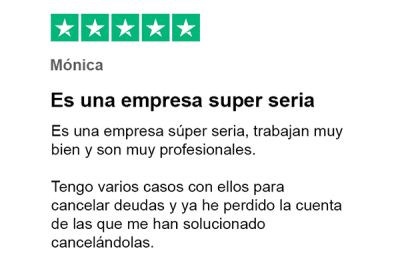 Mónica
Es una empresa super seria
Es una empresa súper seria, trabajan muy
bien y son muy profesionales.
Tengo varios casos con ellos para
cancelar deudas y ya he perdido la cuenta
de las que me han solucionado
cancelándolas.